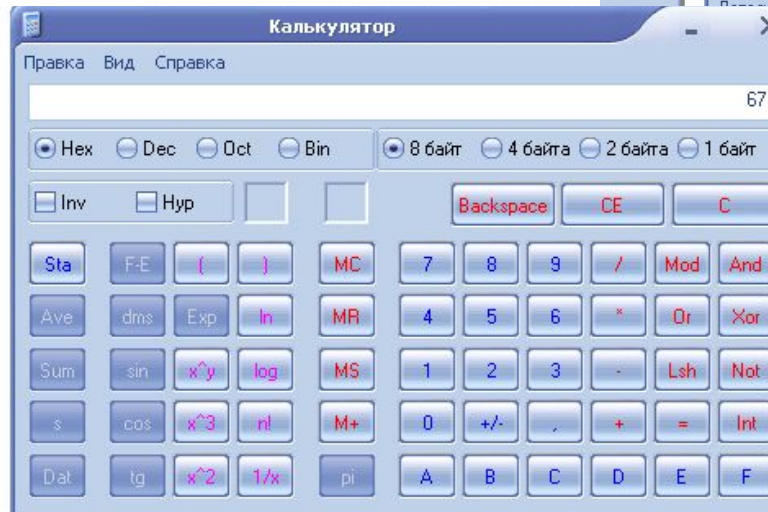 Калькулятор
Правка Вид Справка
67
Hex Dec Oct Bin 8 байт 4 байта 2 байта 1 байт
Inv Hyp Backspace CE C
Sta F-E ( ) MC 7 8 9 / Mod And
Ave dms Exp ln MR 4 5 6 * Or Xor
Sum sin x^y log MS 1 2 3 - Lsh Not
s cos x^3 n! M+ 0 +/- , + = Int
Dat tg x^2 1/x pi A B C D E F